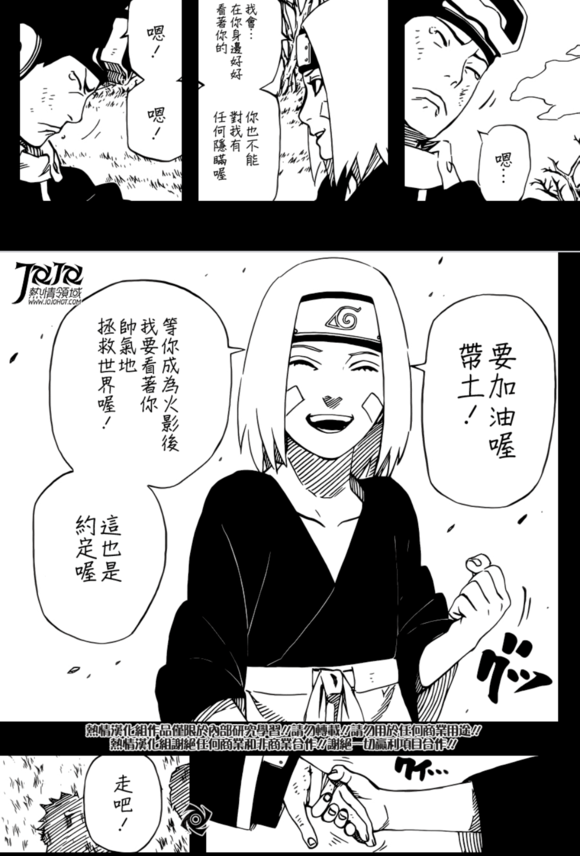 嗯…
我會…
在你身邊好好
看著你的
你也不能
對我有
任何隱瞞喔
嗯！
嗯！
要加油喔
帶土！
等你成為火影後
我要看著你
帥氣地
拯救世界喔！
這也是
約定喔
グッ
JOJO
熱情領域
WWW.JOJOHOT.COM
熱情漢化組作品僅限於內部研究學習!!請勿轉載!!請勿用於任何商業用途!!
熱情漢化組謝絕任何商業和非商業合作!!謝絕一切贏利項目合作!!
走吧！